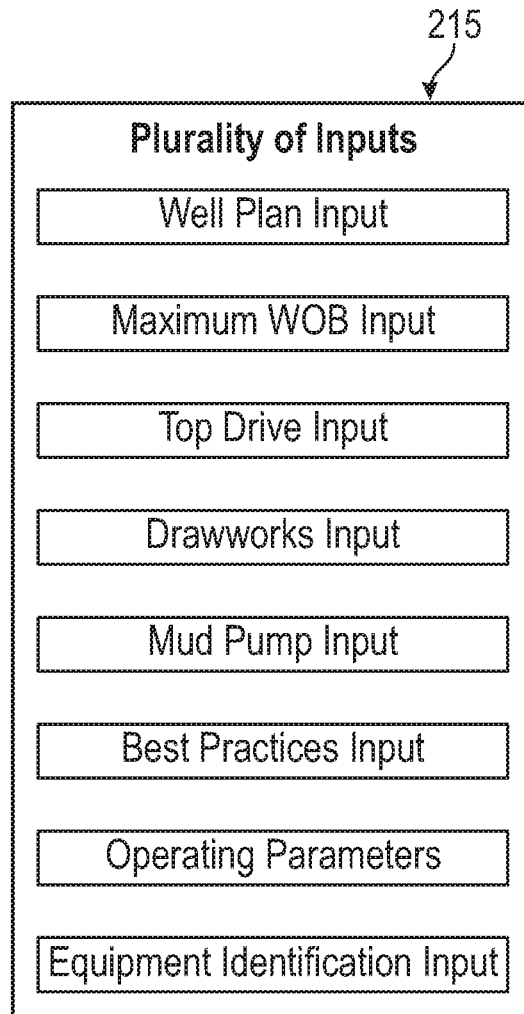 215
Plurality of Inputs
Well Plan Input
Maximum WOB Input
Top Drive Input
Drawworks Input
Mud Pump Input
Best Practices Input
Operating Parameters
Equipment Identification Input